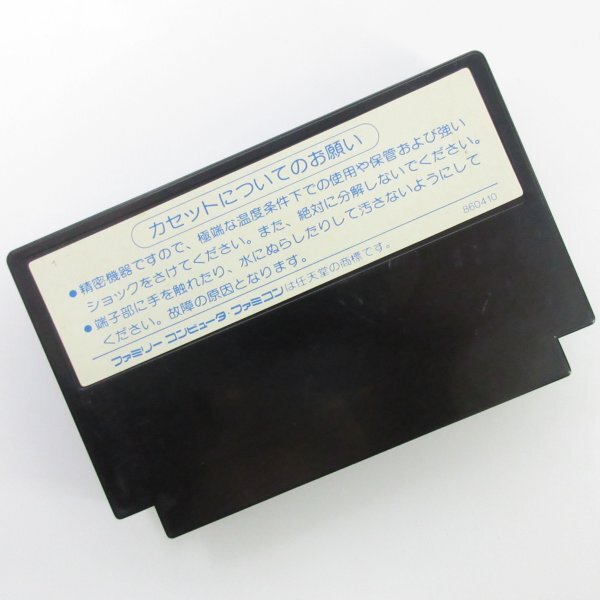 カセットについてのお願い
1
●精密機器ですので、極端な温度条件下での使用や保管および強い
ショックをさけてください。また、絶対に分解しないでください。
●端子部に手を触れたり、水にぬらしたりして汚さないようにして
ください。故障の原因となります。
860410
ファミリー コンピュータ・ファミコンは任天堂の商標です。